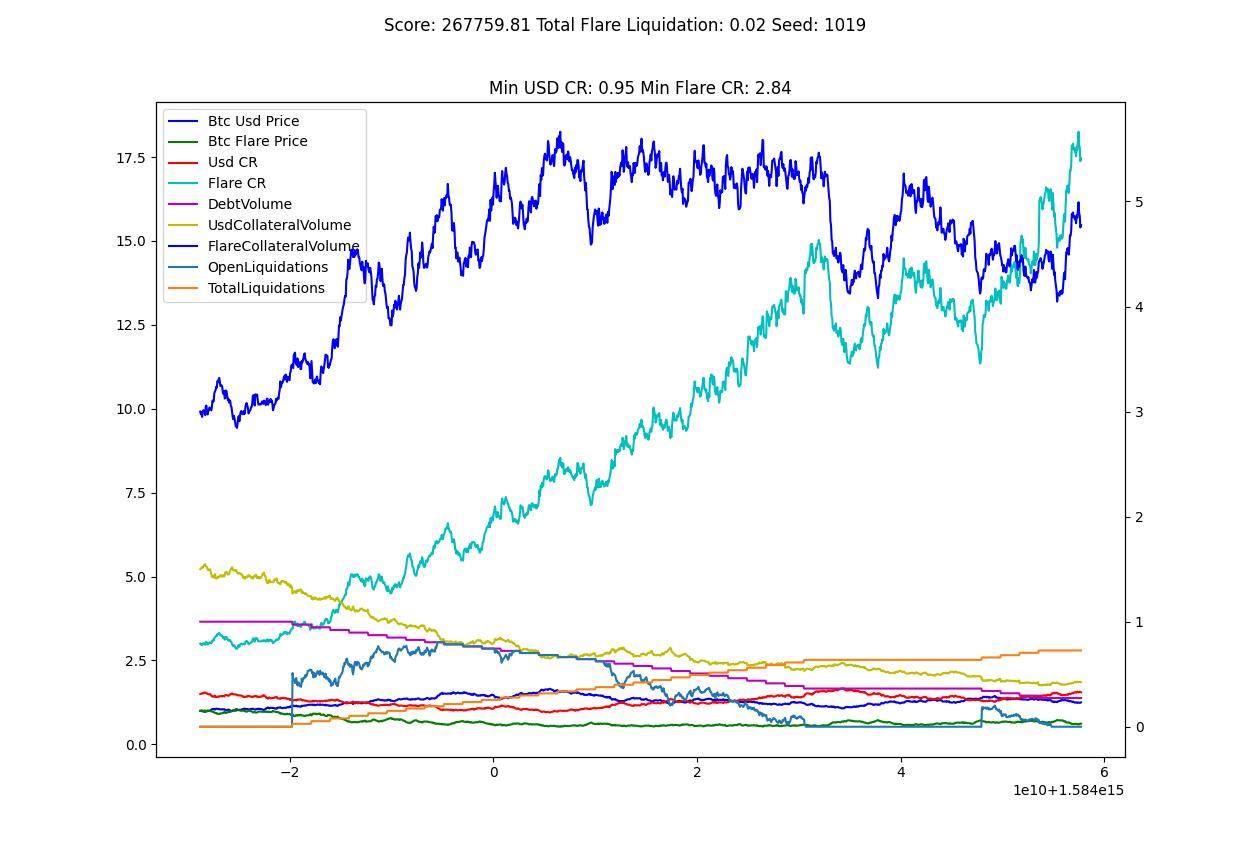 Score: 267759.81 Total Flare Liquidation: 0.02 Seed: 1019
Min USD CR: 0.95 Min Flare CR: 2.84
Btc Usd Price
Btc Flare Price
Usd CR
Flare CR
DebtVolume
UsdCollateralVolume
FlareCollateralVolume
OpenLiquidations
TotalLiquidations
17.5
15.0
12.5
10.0
7.5
5.0
2.5
0.0
5
4
3
2
1
0
−2
0
2
4
6
1e10+1.584e15